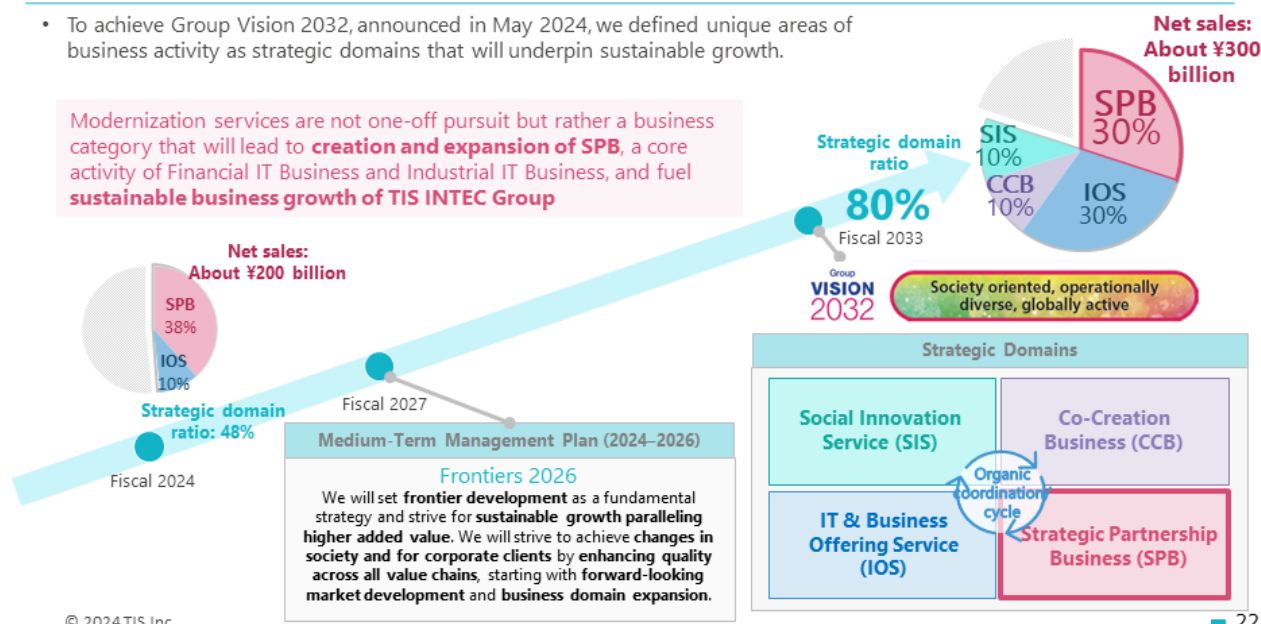 • To achieve Group Vision 2032, announced in May 2024, we defined unique areas of
business activity as strategic domains that will underpin sustainable growth.
Modernization services are not one-off pursuit but rather a business
category that will lead to creation and expansion of SPB, a core
activity of Financial IT Business and Industrial IT Business, and fuel
sustainable business growth of TIS INTEC Group
Net sales:
About ¥300
billion
SPB
30%
IOS
30%
CCB
10%
SIS
10%
Strategic domain
ratio
80%
Fiscal 2033
Group
VISION
2032
Society oriented, operationally
diverse, globally active
Net sales:
About ¥200 billion
SPB
38%
IOS
10%
Strategic domain
ratio: 48%
Fiscal 2024
Fiscal 2027
Medium-Term Management Plan (2024–2026)
Frontiers 2026
We will set frontier development as a fundamental
strategy and strive for sustainable growth paralleling
higher added value. We will strive to achieve changes in
society and for corporate clients by enhancing quality
across all value chains, starting with forward-looking
market development and business domain expansion.
Strategic Domains
Social Innovation
Service (SIS)
Co-Creation
Business (CCB)
Organic
coordination
cycle
IT & Business
Offering Service
(IOS)
Strategic Partnership
Business (SPB)
© 2024 TIS Inc.
22